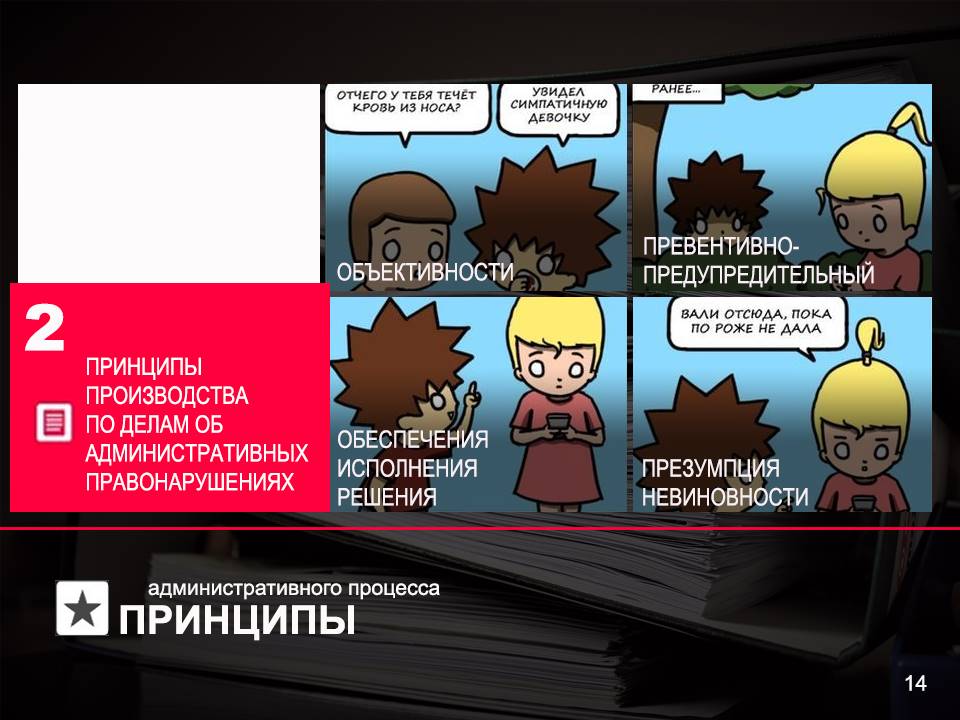 ОТЧЕГО У ТЕБЯ ТЕЧЁТ
КРОВЬ ИЗ НОСА?
УВИДЕЛ
СИМПАТИЧНУЮ
ДЕВОЧКУ
РАНЕЕ...
ОБЪЕКТИВНОСТИ
ПРЕВЕНТИВНО-
ПРЕДУПРЕДИТЕЛЬНЫЙ
2
ПРИНЦИПЫ
ПРОИЗВОДСТВА
ПО ДЕЛАМ ОБ
АДМИНИСТРАТИВНЫХ
ПРАВОНАРУШЕНИЯХ
ОБЕСПЕЧЕНИЯ
ИСПОЛНЕНИЯ
РЕШЕНИЯ
ВАЛИ ОТСЮДА, ПОКА
ПО РОЖЕ НЕ ДАЛА
ПРЕЗУМПЦИЯ
НЕВИНОВНОСТИ
административного процесса
ПРИНЦИПЫ
14